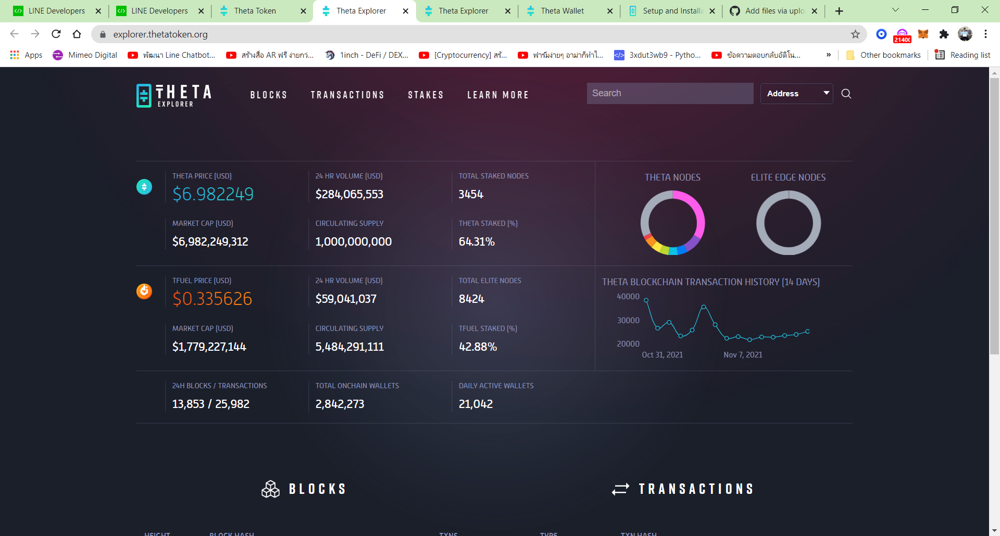 LINE Developers
LINE Developers
Theta Token
Theta Explorer
Theta Explorer
Theta Wallet
Setup and Installa
Add files via uplo
explorer.thetatoken.org
2140
Apps
Mimeo Digital
พัฒนา Line Chatbot...
สร้างสื่อ AR ฟรี ง่ายกว่...
1inch - DeFi / DEX...
[Cryptocurrency] สร้...
ฟาร์มง่ายๆ อาม่าก็ทำไ...
3xdut3wb9 - Pytho...
ข้อความตอบกลับอัติโน...
»
Other bookmarks
Reading list
THETA
EXPLORER
BLOCKS
TRANSACTIONS
STAKES
LEARN MORE
Search
Address
THETA PRICE (USD)
$6.982249
24 HR VOLUME (USD)
$284,065,553
TOTAL STAKED NODES
3454
MARKET CAP (USD)
$6,982,249,312
CIRCULATING SUPPLY
1,000,000,000
THETA STAKED (%)
64.31%
THETA NODES
ELITE EDGE NODES
TFUEL PRICE (USD)
$0.335626
24 HR VOLUME (USD)
$59,041,037
TOTAL ELITE NODES
8424
MARKET CAP (USD)
$1,779,227,144
CIRCULATING SUPPLY
5,484,291,111
TFUEL STAKED (%)
42.88%
THETA BLOCKCHAIN TRANSACTION HISTORY (14 DAYS)
40000
30000
20000
Oct 31, 2021
Nov 7, 2021
24H BLOCKS / TRANSACTIONS
13,853 / 25,982
TOTAL ONCHAIN WALLETS
2,842,273
DAILY ACTIVE WALLETS
21,042
BLOCKS
TRANSACTIONS
HEIGHT
BLOCK HASH
TXNS
TYPE
TXN HASH